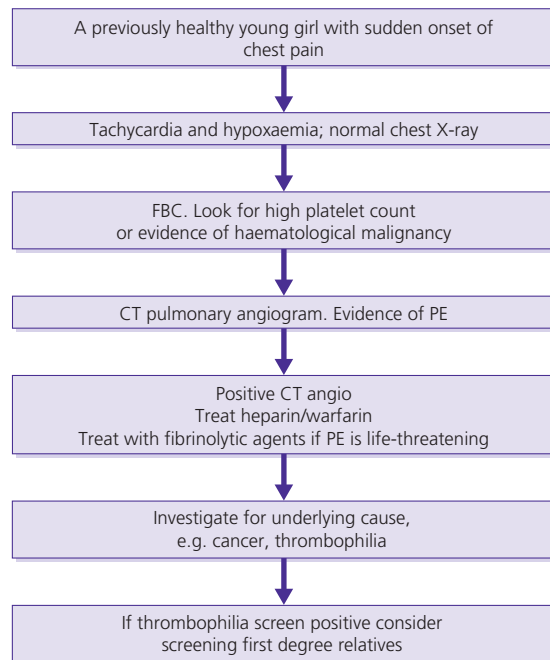 A previously healthy young girl with sudden onset of
chest pain
Tachycardia and hypoxaemia; normal chest X-ray
FBC. Look for high platelet count
or evidence of haematological malignancy
CT pulmonary angiogram. Evidence of PE
Positive CT angio
Treat heparin/warfarin
Treat with fibrinolytic agents if PE is life-threatening
Investigate for underlying cause,
e.g. cancer, thrombophilia
If thrombophilia screen positive consider
screening first degree relatives